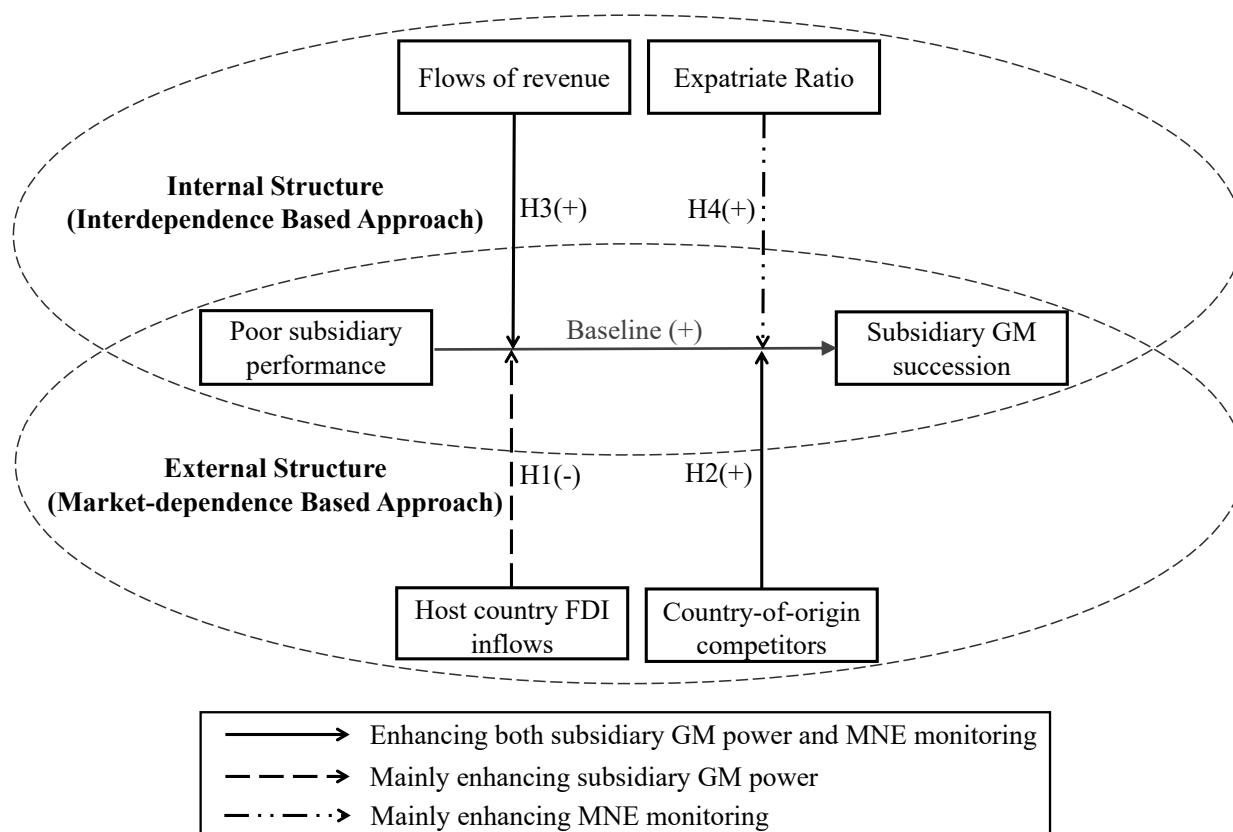 Flows of revenue
Expatriate Ratio
Internal Structure
(Interdependence Based Approach)
H3(+)
H4(+)
Poor subsidiary
performance
Baseline (+)
Subsidiary GM
succession
External Structure
(Market-dependence Based Approach)
H1(-)
H2(+)
Host country FDI
inflows
Country-of-origin
competitors
Enhancing both subsidiary GM power and MNE monitoring
Mainly enhancing subsidiary GM power
Mainly enhancing MNE monitoring